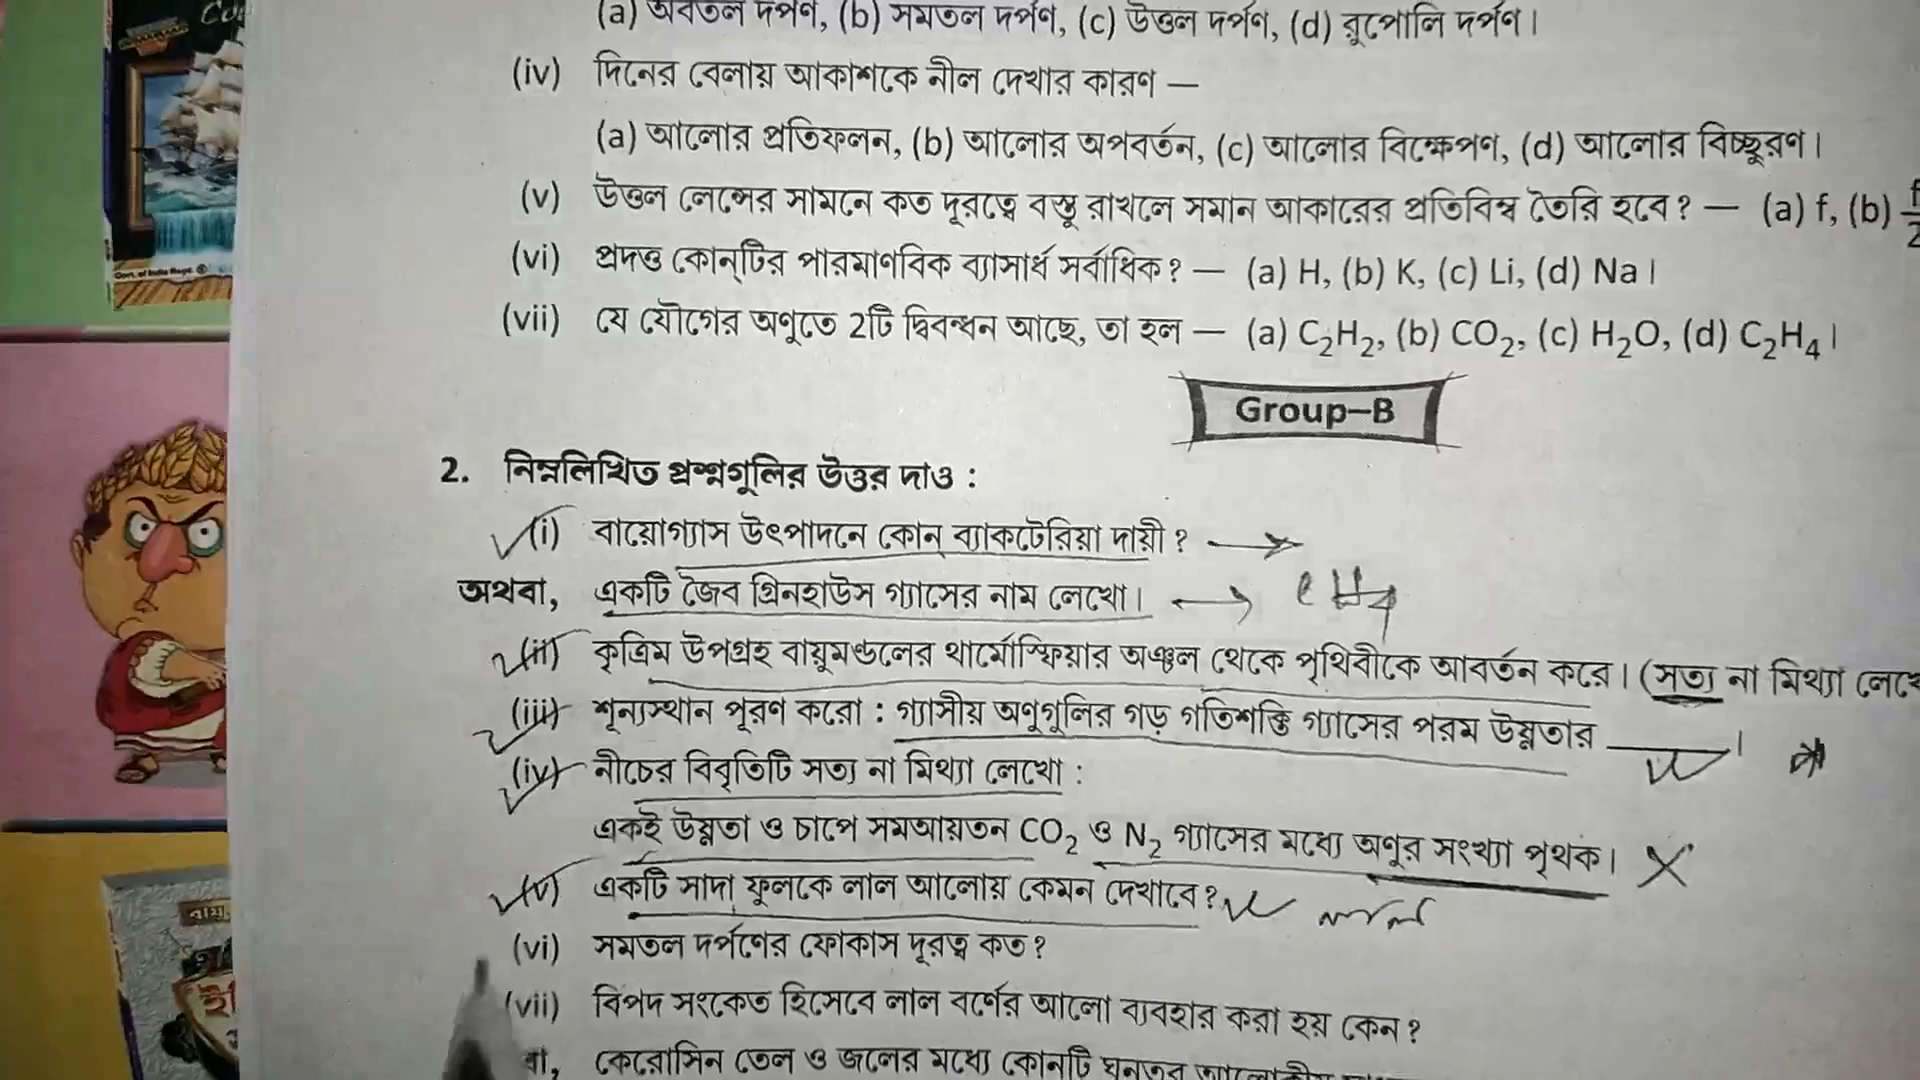 (a) অবতল দর্পণ, (b) সমতল দর্পণ, (c) উত্তল দর্পণ, (d) রুপোলি দর্পণ।
(iv) দিনের বেলায় আকাশকে নীল দেখার কারণ —
(a) আলোর প্রতিফলন, (b) আলোর অপবর্তন, (c) আলোর বিক্ষেপণ, (d) আলোর বিচ্ছুরণ।
(v) উত্তল লেন্সের সামনে কত দূরত্বে বস্তু রাখলে সমান আকারের প্রতিবিম্ব তৈরি হবে? — (a) f, (b) f/2
(vi) প্রদত্ত কোন্‌টির পারমাণবিক ব্যাসার্ধ সর্বাধিক? — (a) H, (b) K, (c) Li, (d) Na।
(vii) যে যৌগের অণুতে 2টি দ্বিবন্ধন আছে, তা হল — (a) C₂H₂, (b) CO₂, (c) H₂O, (d) C₂H₄।
Group–B
2. নিম্নলিখিত প্রশ্নগুলির উত্তর দাও :
(i) বায়োগ্যাস উৎপাদনে কোন্ ব্যাকটেরিয়া দায়ী? →
অথবা, একটি জৈব গ্রিনহাউস গ্যাসের নাম লেখো। → CH₄
(ii) কৃত্রিম উপগ্রহ বায়ুমণ্ডলের থার্মোস্ফিয়ার অঞ্চল থেকে পৃথিবীকে আবর্তন করে। (সত্য না মিথ্যা লেখো
(iii) শূন্যস্থান পূরণ করো : গ্যাসীয় অণুগুলির গড় গতিশক্তি গ্যাসের পরম উষ্ণতার ______।
(iv) নীচের বিবৃতিটি সত্য না মিথ্যা লেখো :
একই উষ্ণতা ও চাপে সমআয়তন CO₂ ও N₂ গ্যাসের মধ্যে অণুর সংখ্যা পৃথক। X
(v) একটি সাদা ফুলকে লাল আলোয় কেমন দেখাবে?
(vi) সমতল দর্পণের ফোকাস দূরত্ব কত?
(vii) বিপদ সংকেত হিসেবে লাল বর্ণের আলো ব্যবহার করা হয় কেন?
বা, কেরোসিন তেল ও জলের মধ্যে কোনটি ঘনতর